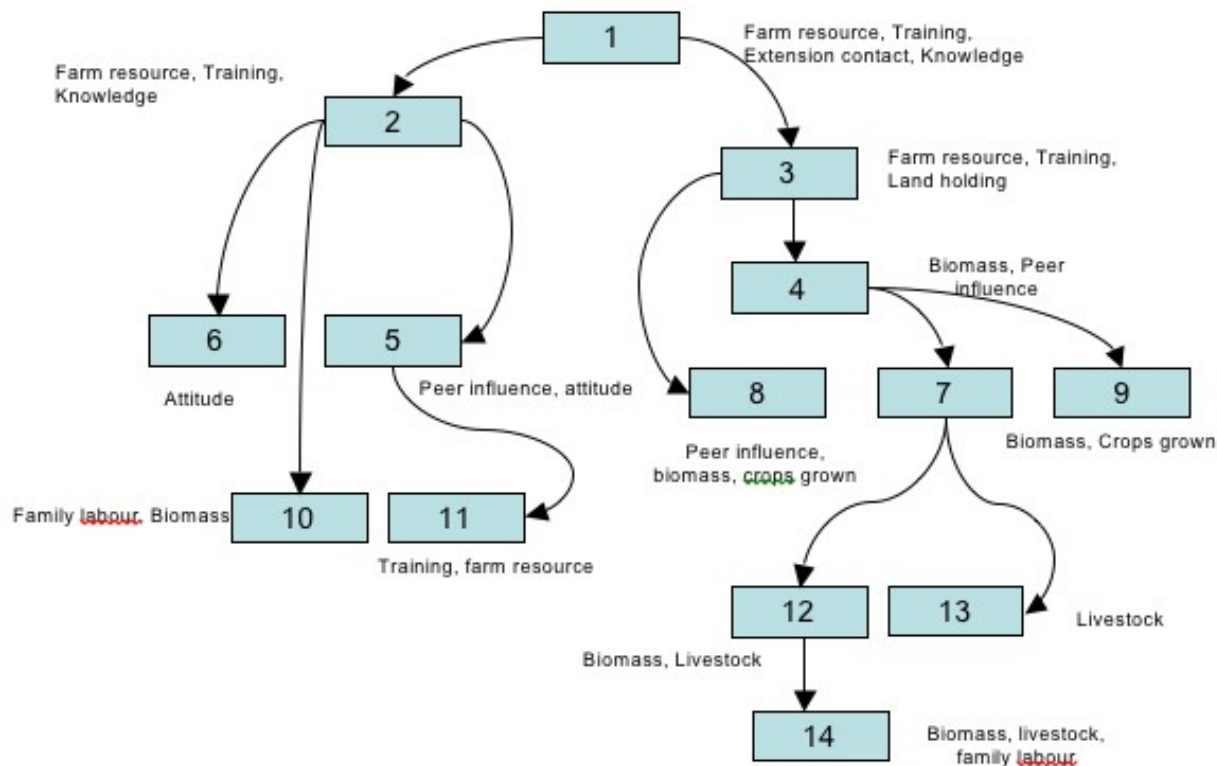 1
Farm resource, Training,
Extension contact, Knowledge
Farm resource, Training,
Knowledge
2
3
Farm resource, Training,
Land holding
4
Biomass, Peer
influence
6
5
Attitude
Peer influence, attitude
8
7
9
Peer influence,
biomass, crops grown
Biomass, Crops grown
Family labour, Biomass
10
11
Training, farm resource
12
13
Livestock
Biomass, Livestock
14
Biomass, livestock,
family labour